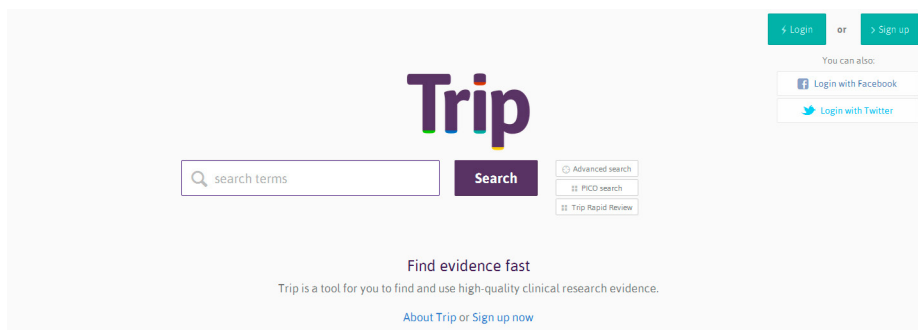 Login or Sign up
You can also:
Login with Facebook
Login with Twitter
Trip
search terms
Search
Advanced search
PICO search
Trip Rapid Review
Find evidence fast
Trip is a tool for you to find and use high-quality clinical research evidence.
About Trip or Sign up now